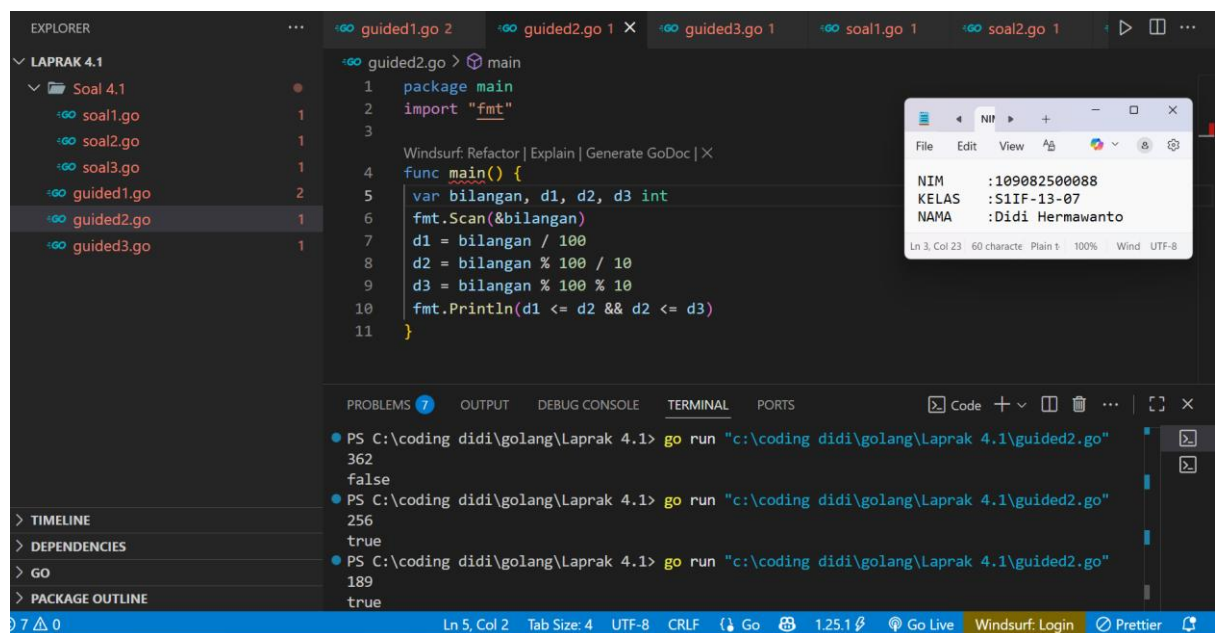 EXPLORER
LAPRAK 4.1
Soal 4.1
soal1.go 1
soal2.go 1
soal3.go 1
guided1.go 2
guided2.go 1
guided3.go 1
TIMELINE
DEPENDENCIES
GO
PACKAGE OUTLINE
guided1.go 2 guided2.go 1 guided3.go 1 soal1.go 1 soal2.go 1
guided2.go > main
1 package main
2 import "fmt"
3
Windsurf: Refactor | Explain | Generate GoDoc | X
4 func main() {
5 var bilangan, d1, d2, d3 int
6 fmt.Scan(&bilangan)
7 d1 = bilangan / 100
8 d2 = bilangan % 100 / 10
9 d3 = bilangan % 100 % 10
10 fmt.Println(d1 <= d2 && d2 <= d3)
11 }
NIM
File Edit View
NIM :109082500088
KELAS :S1IF-13-07
NAMA :Didi Hermawanto
Ln 3, Col 23 60 characte Plain t 100% Wind UTF-8
PROBLEMS 7 OUTPUT DEBUG CONSOLE TERMINAL PORTS Code
PS C:\coding didi\golang\Laprak 4.1> go run "c:\coding didi\golang\Laprak 4.1\guided2.go"
362
false
PS C:\coding didi\golang\Laprak 4.1> go run "c:\coding didi\golang\Laprak 4.1\guided2.go"
256
true
PS C:\coding didi\golang\Laprak 4.1> go run "c:\coding didi\golang\Laprak 4.1\guided2.go"
189
true
7 0 Ln 5, Col 2 Tab Size: 4 UTF-8 CRLF Go 1.25.1 Go Live Windsurf: Login Prettier